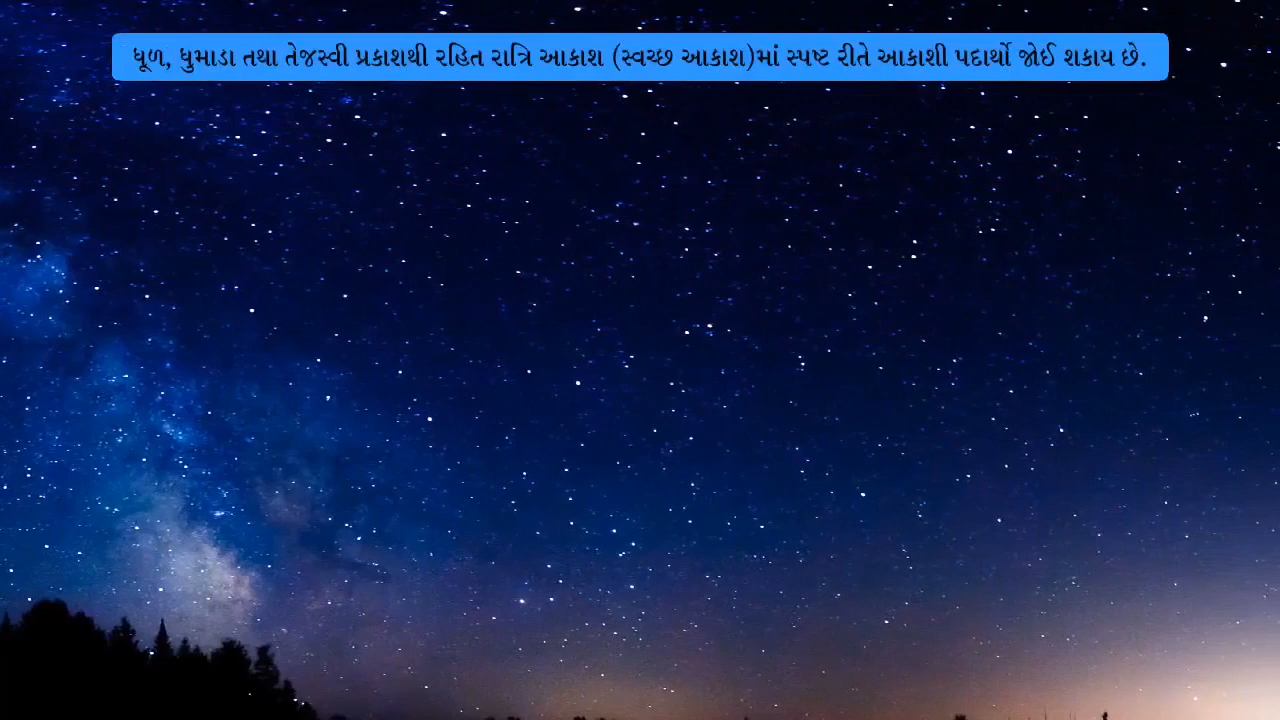 ધૂળ, ધુમાડા તથા તેજસ્વી પ્રકાશથી રહિત રાત્રિ આકાશ (સ્વચ્છ આકાશ)માં સ્પષ્ટ રીતે આકાશી પદાર્થો જોઈ શકાય છે.